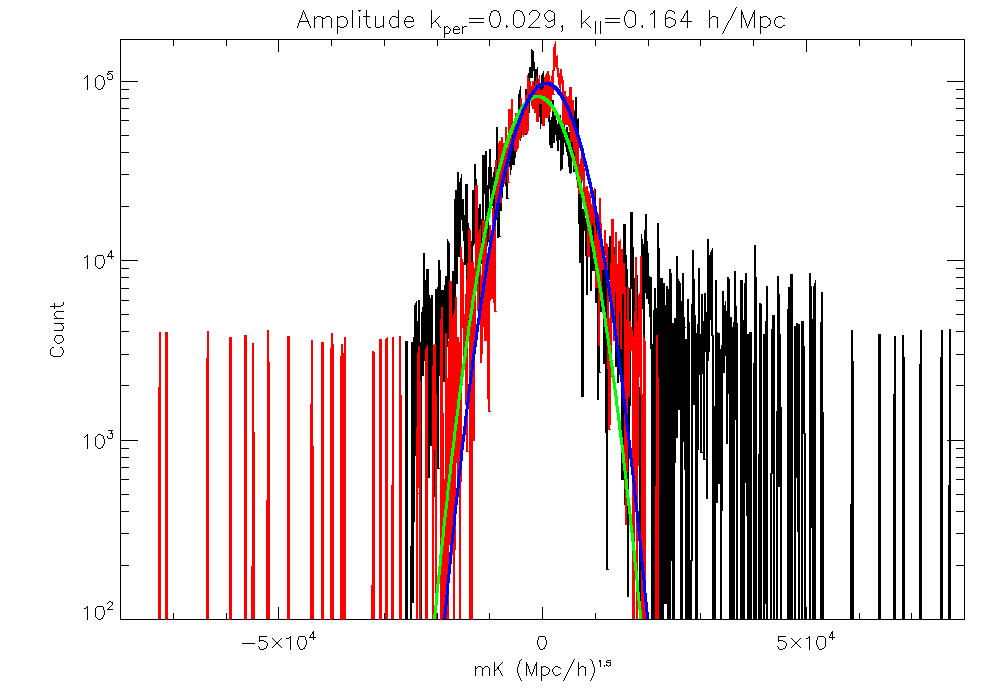 Amplitude k_per=0.029, k_ll=0.164 h/Mpc
10^5
10^4
10^3
10^2
Count
−5×10^4 0 5×10^4
mK (Mpc/h)^1.5